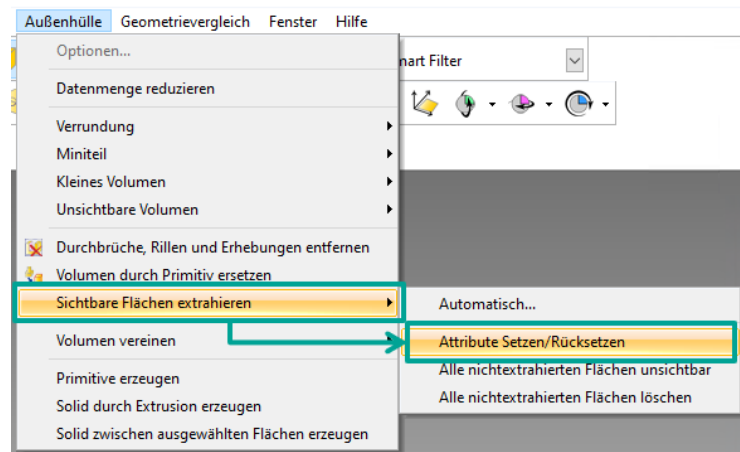 Außenhülle Geometrievergleich Fenster Hilfe
Optionen...
Filter
Datenmenge reduzieren
Verrundung
Miniteil
Kleines Volumen
Unsichtbare Volumen
Durchbrüche, Rillen und Erhebungen entfernen
Volumen durch Primitiv ersetzen
Sichtbare Flächen extrahieren
Automatisch...
Volumen vereinen
Attribute Setzen/Rücksetzen
Alle nichtextrahierten Flächen unsichtbar
Primitive erzeugen
Alle nichtextrahierten Flächen löschen
Solid durch Extrusion erzeugen
Solid zwischen ausgewählten Flächen erzeugen